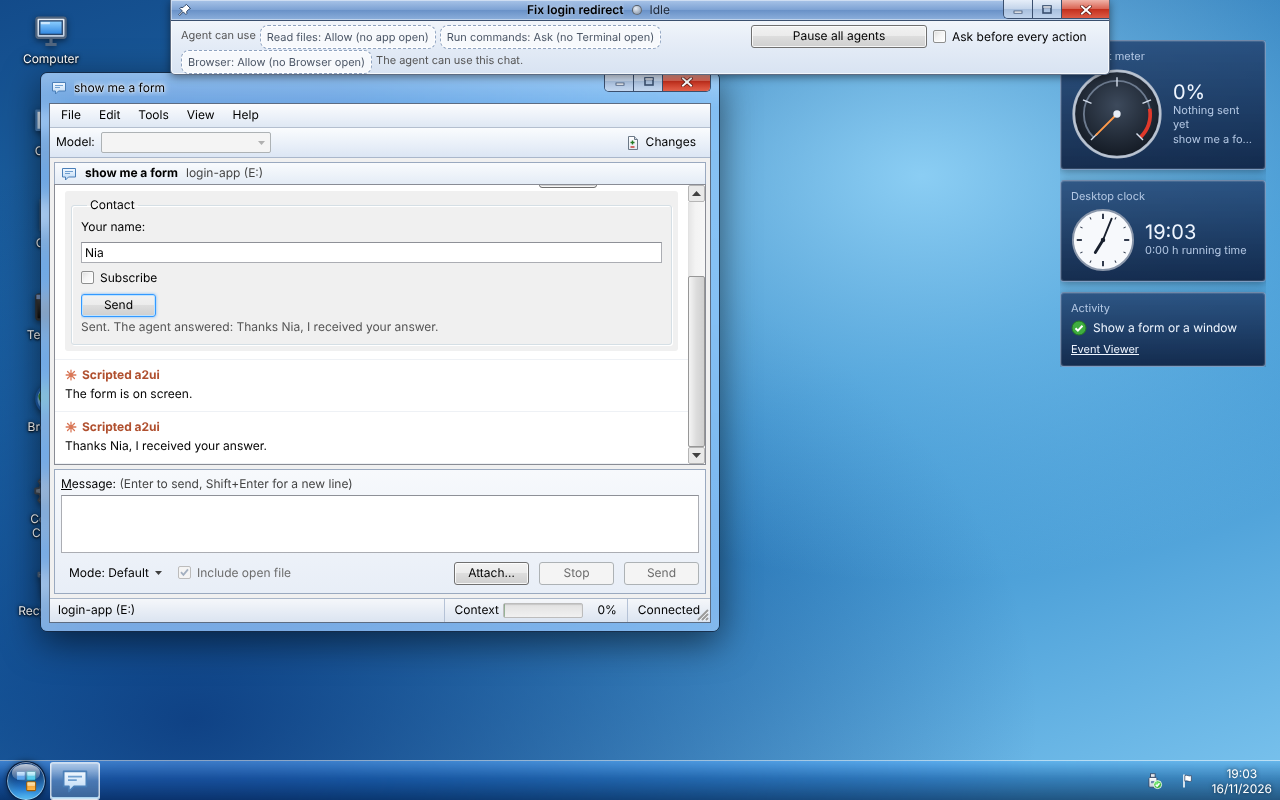 Fix login redirect Idle
Agent can use Read files: Allow (no app open) Run commands: Ask (no Terminal open)
Browser: Allow (no Browser open) The agent can use this chat.
Pause all agents Ask before every action
Computer
show me a form
File Edit Tools View Help
Model: Changes
show me a form login-app (E:)
Contact
Your name:
Nia
Subscribe
Send
Sent. The agent answered: Thanks Nia, I received your answer.
Scripted a2ui
The form is on screen.
Scripted a2ui
Thanks Nia, I received your answer.
Message: (Enter to send, Shift+Enter for a new line)
Mode: Default Include open file Attach... Stop Send
login-app (E:) Context 0% Connected
meter
0%
Nothing sent
yet
show me a fo...
Desktop clock
19:03
0:00 h running time
Activity
Show a form or a window
Event Viewer
19:03
16/11/2026